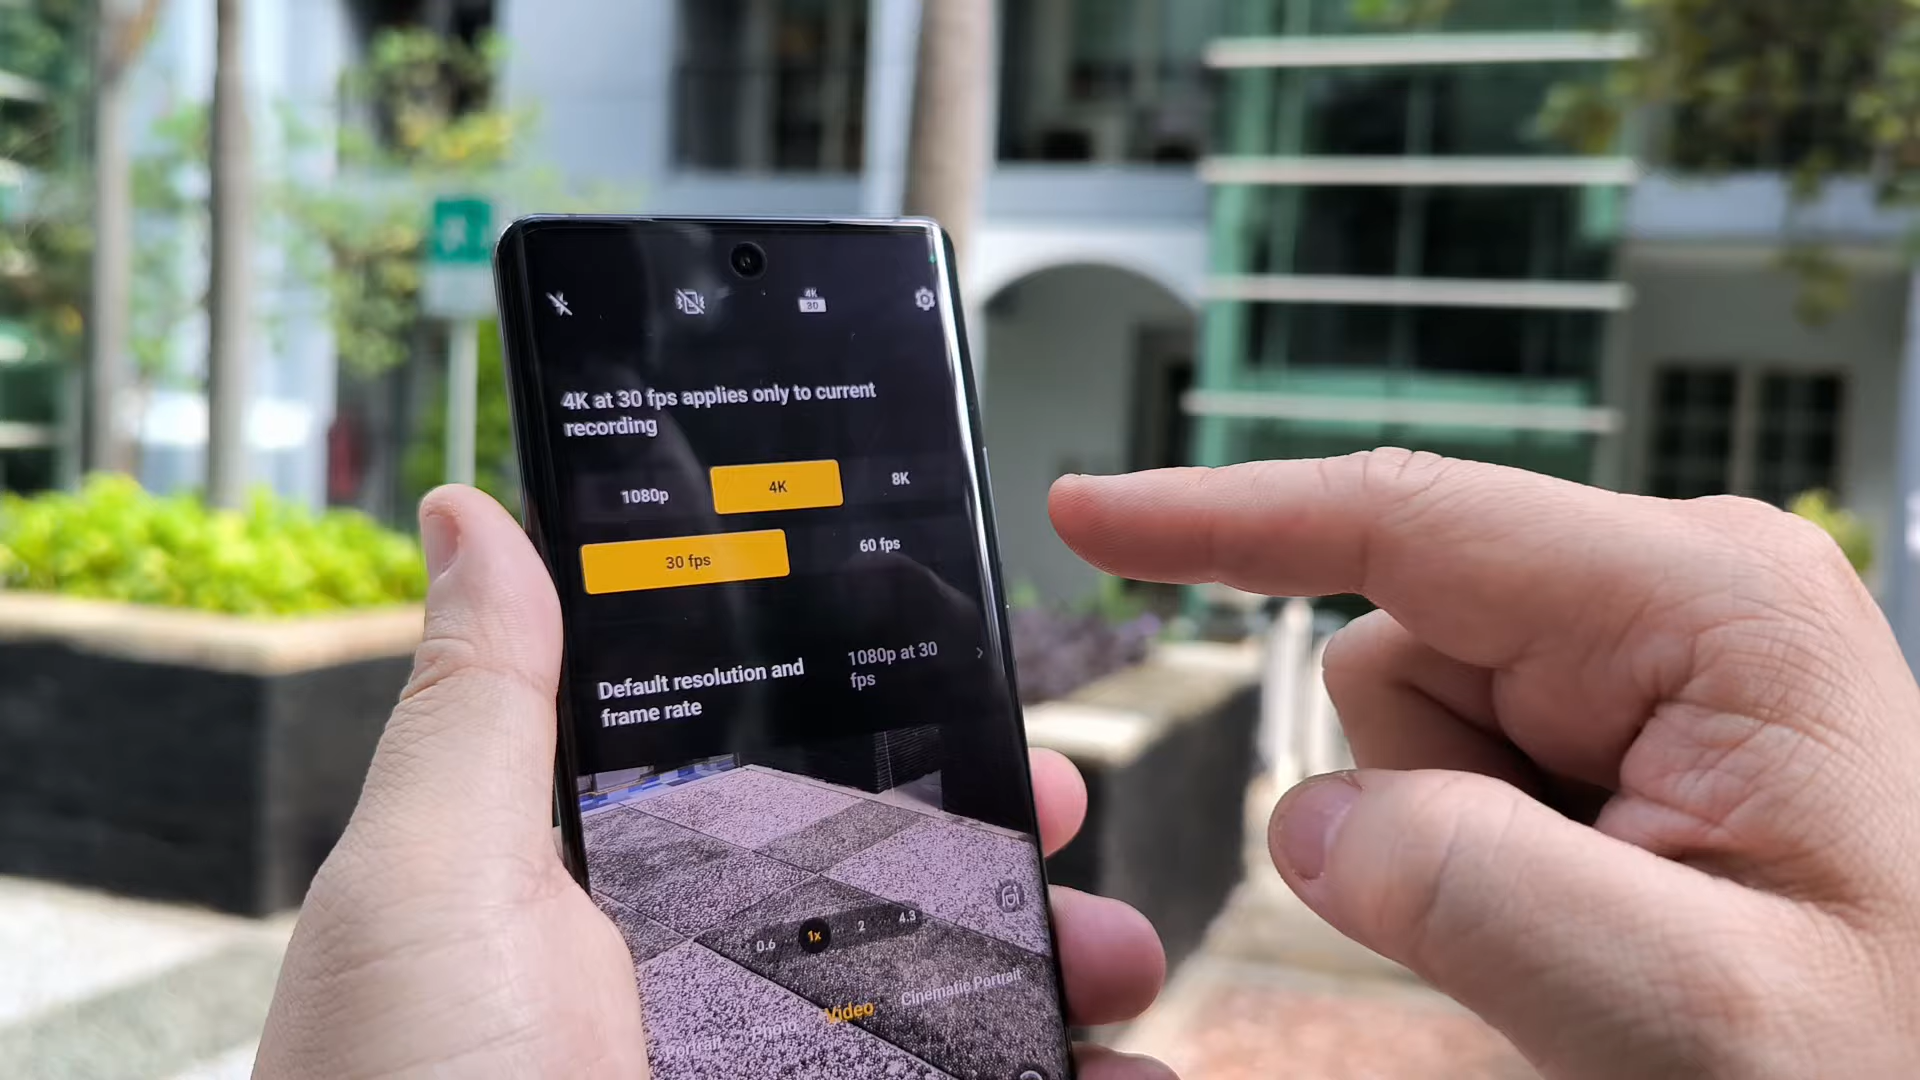 4K
30
4K at 30 fps applies only to current
recording
1080p
4K
8K
30 fps
60 fps
Default resolution and
frame rate
1080p at 30
fps
0.6
1x
2
4.3
Portrait
Photo
Video
Cinematic Portrait